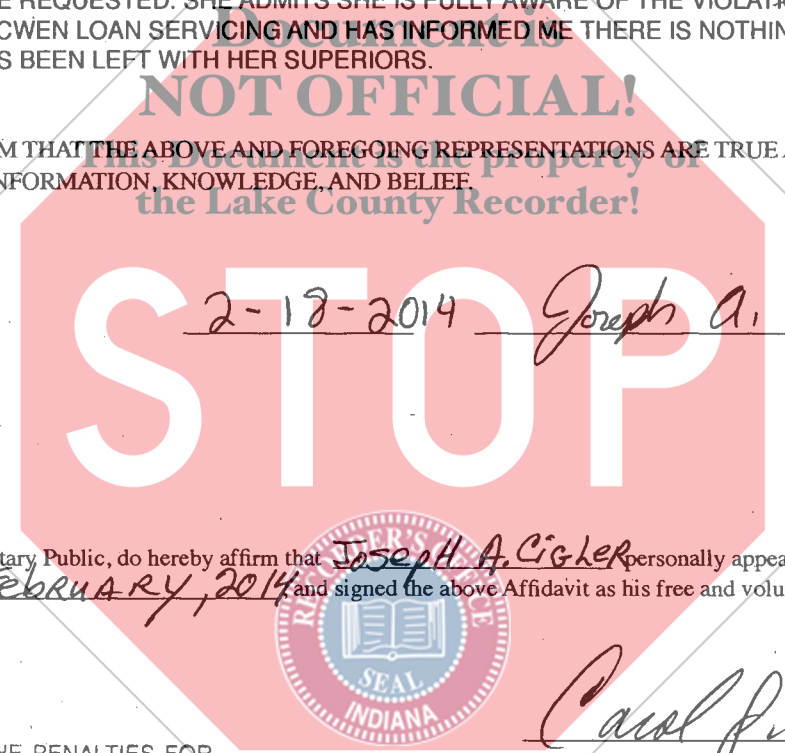 E REQUESTED. SHE ADMITS SHE IS FULLY AWARE OF THE
CWEN LOAN SERVICING AND HAS INFORMED ME THERE IS NOTHIN
Document is
S BEEN LEFT WITH HER SUPERIORS.
NOT OFFICIAL!
M THAT THE ABOVE AND FOREGOING REPRESENTATIONS ARE TRUE
This Document is the property of
NFORMATION, KNOWLEDGE, AND BELIEF.
the Lake County Recorder!
STOP
2-18-2014 Joseph A.
tary Public, do hereby affirm that Joseph A. Cigler personally appea
February, 2014 and signed the above Affidavit as his free and volu
RECORDER'S OFFICE
SEAL
INDIANA
Carol
HE PENALTIES FOR